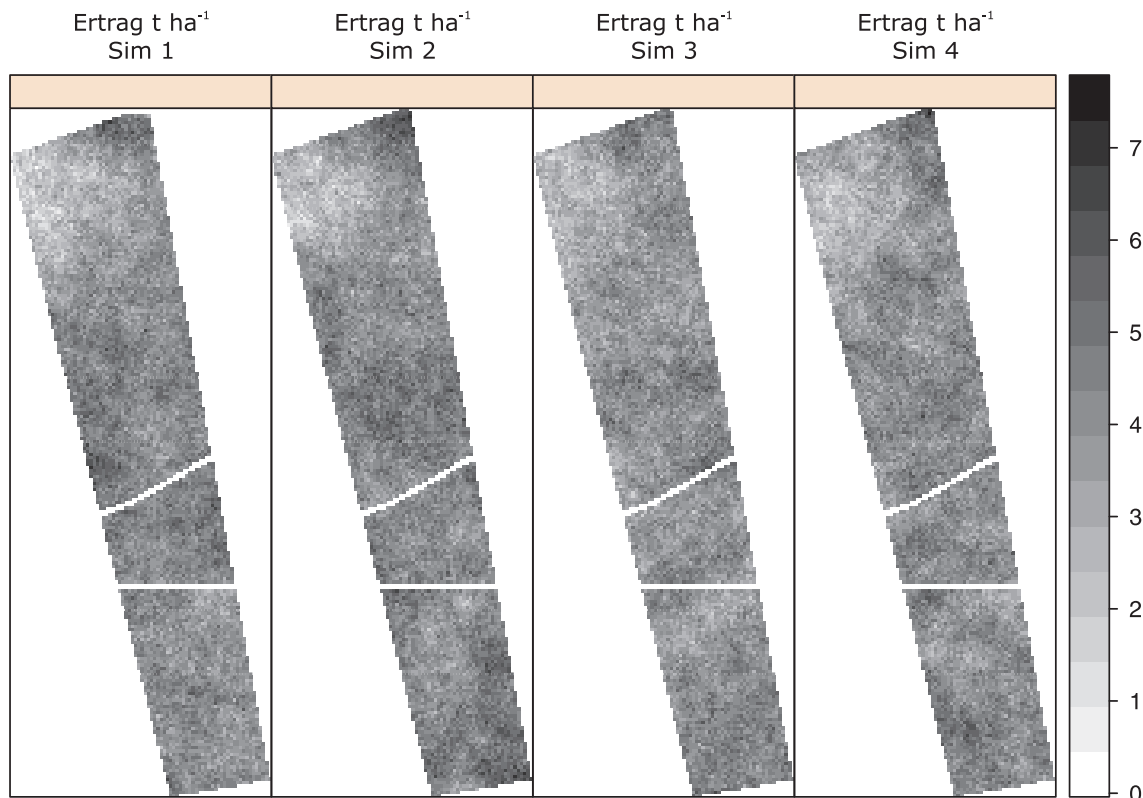 Ertrag t ha⁻¹
Sim 1
Ertrag t ha⁻¹
Sim 2
Ertrag t ha⁻¹
Sim 3
Ertrag t ha⁻¹
Sim 4
7
6
5
4
3
2
1
0